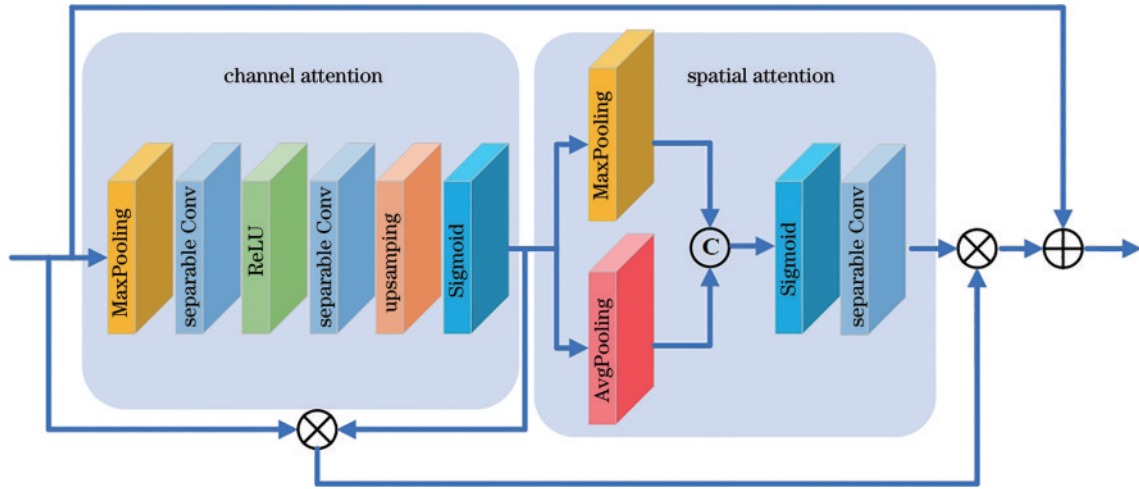 channel attention
spatial attention
MaxPooling
separable Conv
ReLU
separable Conv
upsamping
Sigmoid
MaxPooling
AvgPooling
C
Sigmoid
separable Conv